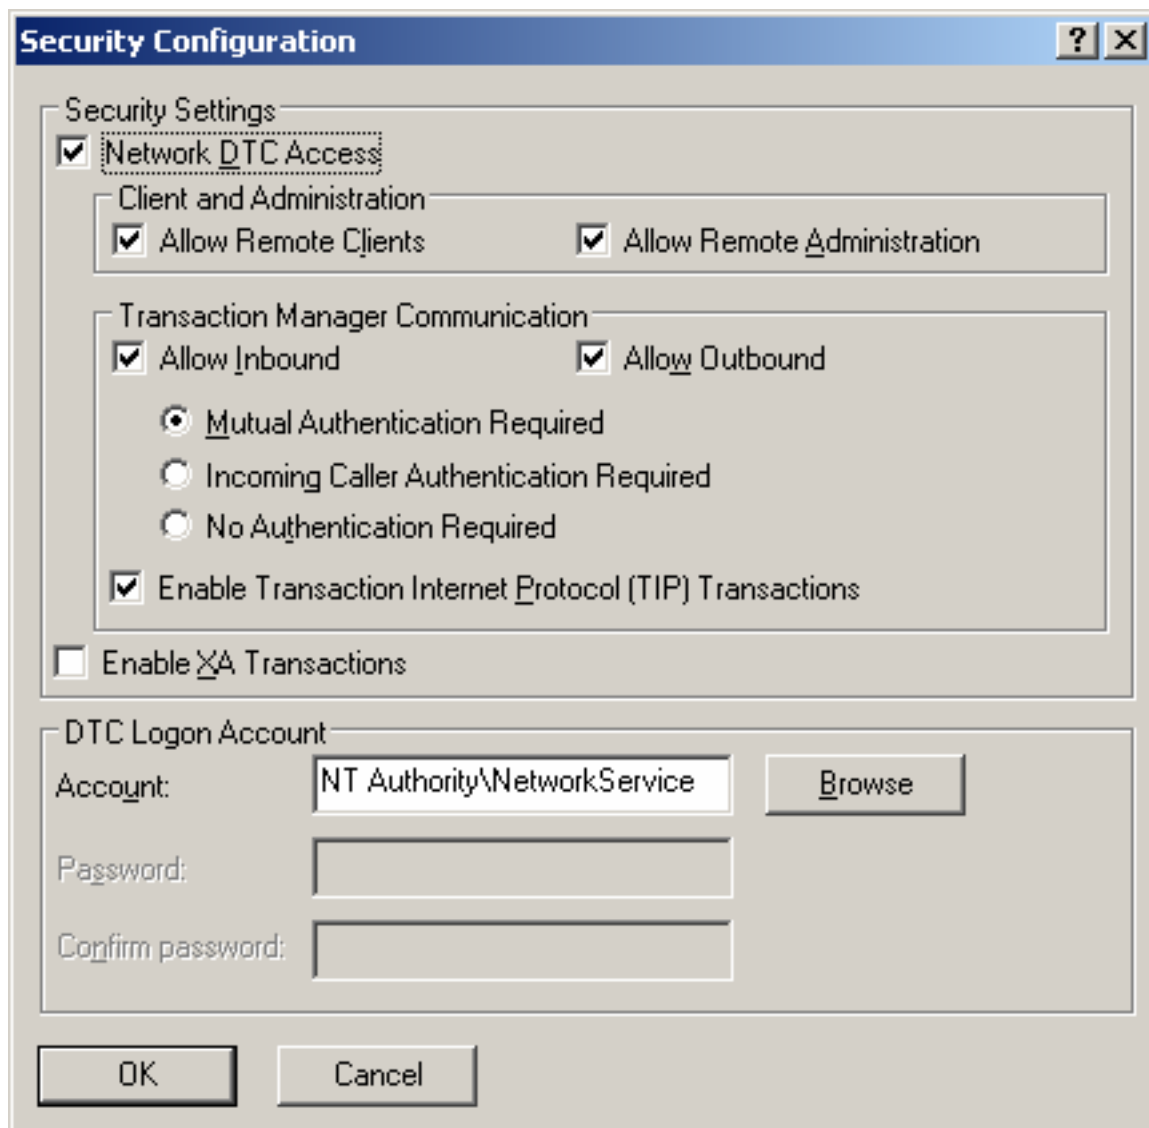 Security Configuration
Security Settings
Network DTC Access
Client and Administration
Allow Remote Clients Allow Remote Administration
Transaction Manager Communication
Allow Inbound Allow Outbound
Mutual Authentication Required
Incoming Caller Authentication Required
No Authentication Required
Enable Transaction Internet Protocol (TIP) Transactions
Enable XA Transactions
DTC Logon Account
Account: NT Authority\NetworkService Browse
Password:
Confirm password:
OK Cancel